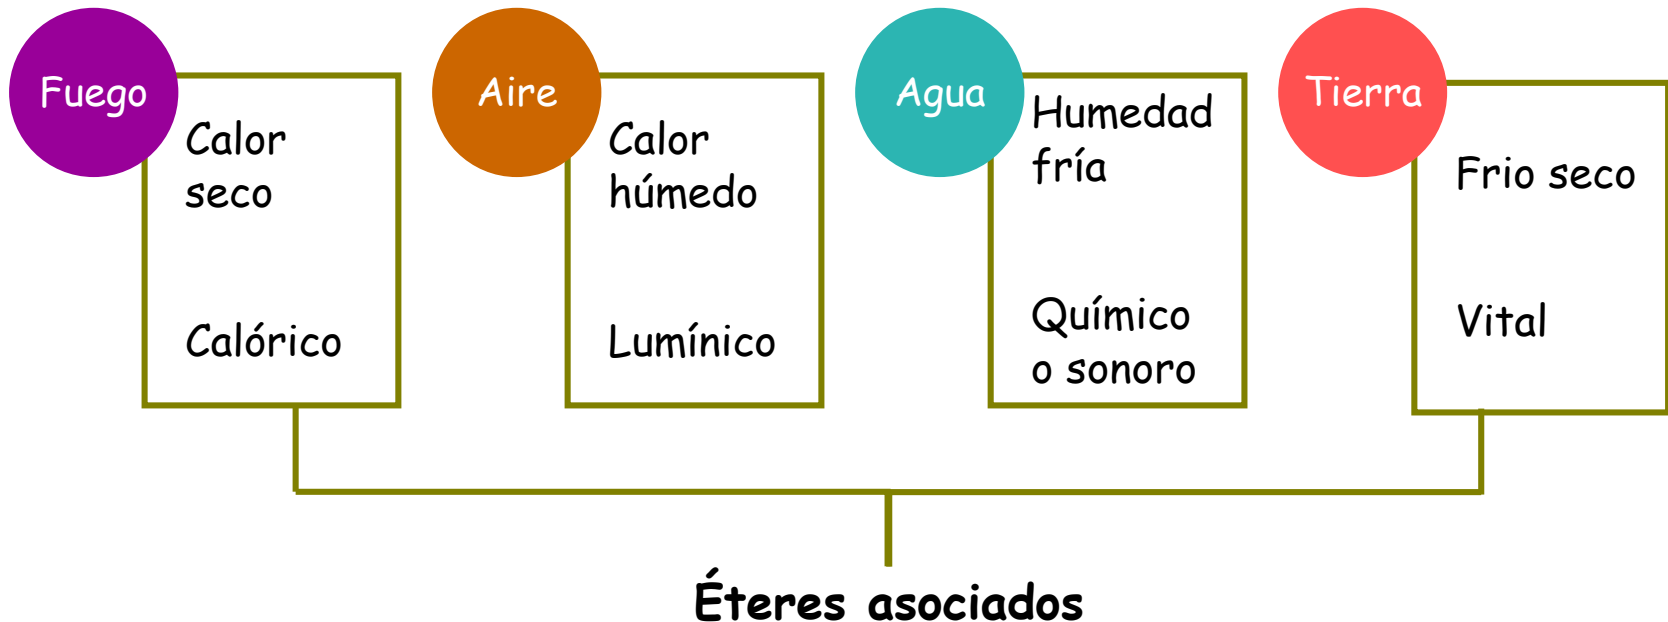 Fuego
Calor
seco
Calórico
Aire
Calor
húmedo
Lumínico
Agua
Humedad
fría
Químico
o sonoro
Tierra
Frio seco
Vital
Éteres asociados